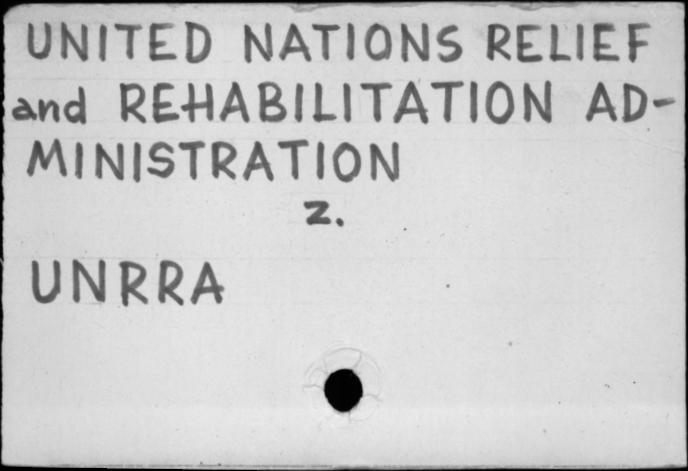 UNITED NATIONS RELIEF
and REHABILITATION AD-
MINISTRATION
z.
UNRRA